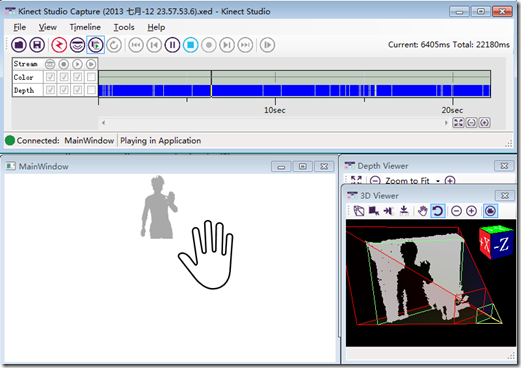 Kinect Studio Capture (2013 七月-12 23.57.53.6).xed - Kinect Studio
File View Timeline Tools Help
Current: 6405ms Total: 22180ms
Stream
Color
Depth
10sec 20sec
Connected: MainWindow Playing in Application
MainWindow
Depth Viewer
Zoom to Fit
3D Viewer
+X -Z